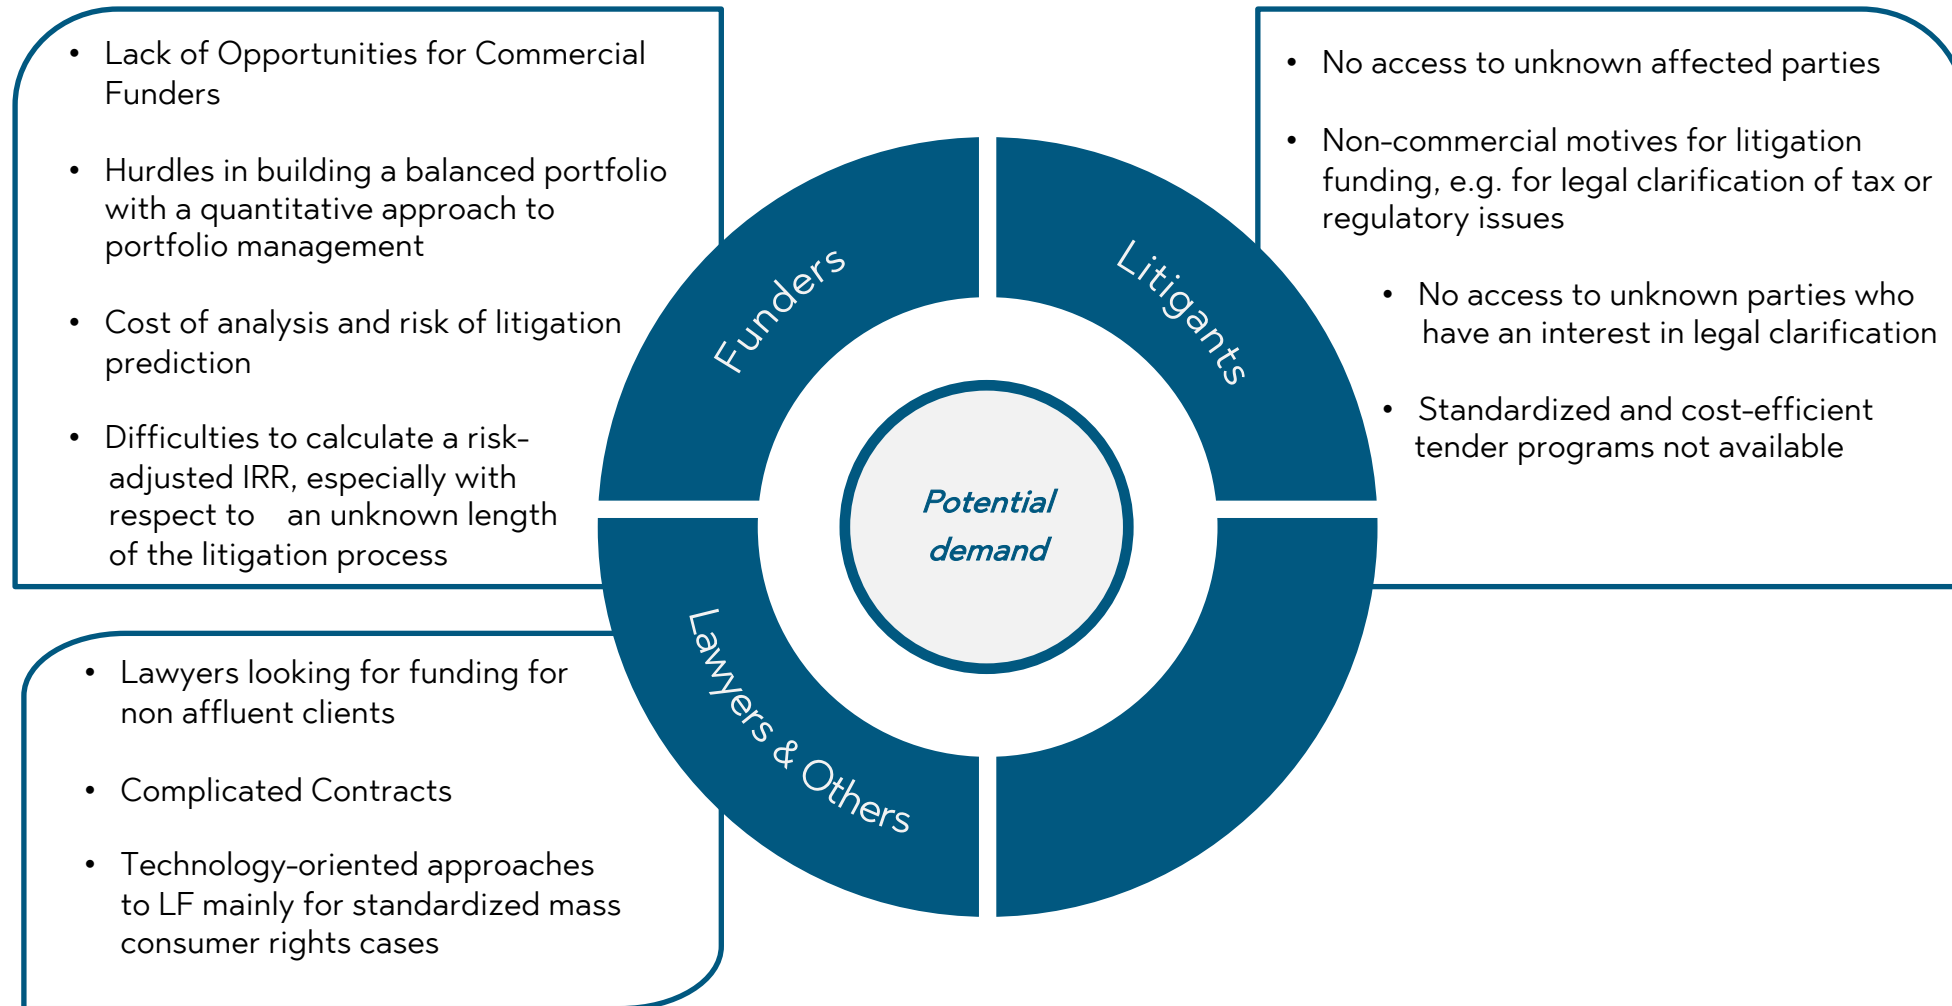 • Lack of Opportunities for Commercial
Funders
• Hurdles in building a balanced portfolio
with a quantitative approach to
portfolio management
• Cost of analysis and risk of litigation
prediction
• Difficulties to calculate a risk-
adjusted IRR, especially with
respect to an unknown length
of the litigation process
• No access to unknown affected parties
• Non-commercial motives for litigation
funding, e.g. for legal clarification of tax or
regulatory issues
• No access to unknown parties who
have an interest in legal clarification
• Standardized and cost-efficient
tender programs not available
Funders
Litigants
Potential
demand
Lawyers & Others
• Lawyers looking for funding for
non affluent clients
• Complicated Contracts
• Technology-oriented approaches
to LF mainly for standardized mass
consumer rights cases